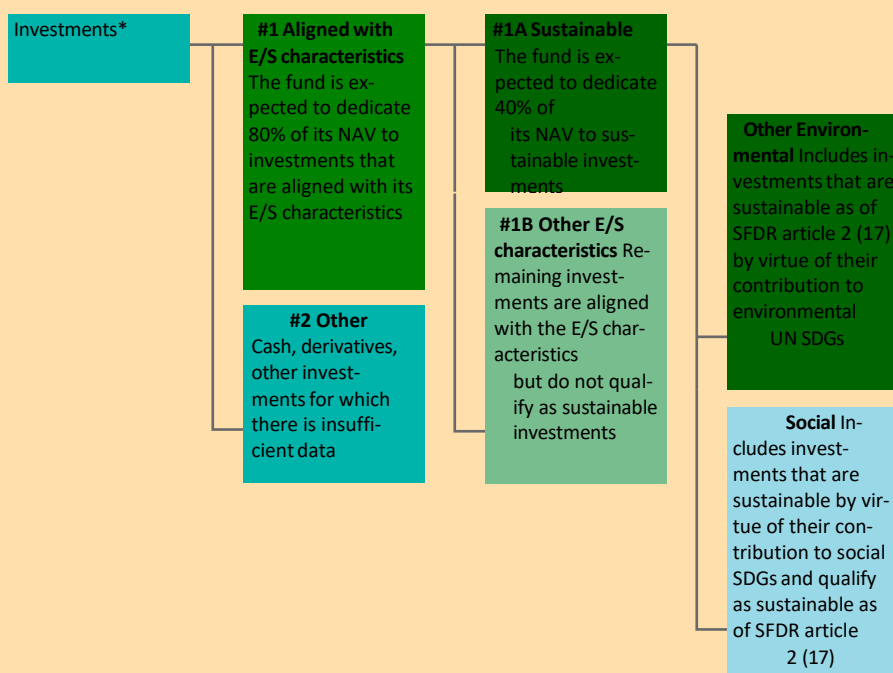 Investments*
#1 Aligned with
E/S characteristics
The fund is ex-
pected to dedicate
80% of its NAV to
investments that
are aligned with its
E/S characteristics
#2 Other
Cash, derivatives,
other invest-
ments for which
there is insuffi-
cient data
#1A Sustainable
The fund is ex-
pected to dedicate
40% of
its NAV to sus-
tainable invest-
ments
#1B Other E/S
characteristics Re-
maining invest-
ments are aligned
with the E/S char-
acteristics
but do not qual-
ify as sustainable
investments
Other Environ-
mental Includes in-
vestments that are
sustainable as of
SFDR article 2 (17)
by virtue of their
contribution to
environmental
UN SDGs
Social In-
cludes invest-
ments that are
sustainable by vir-
tue of their con-
tribution to social
SDGs and qualify
as sustainable as
of SFDR article
2 (17)